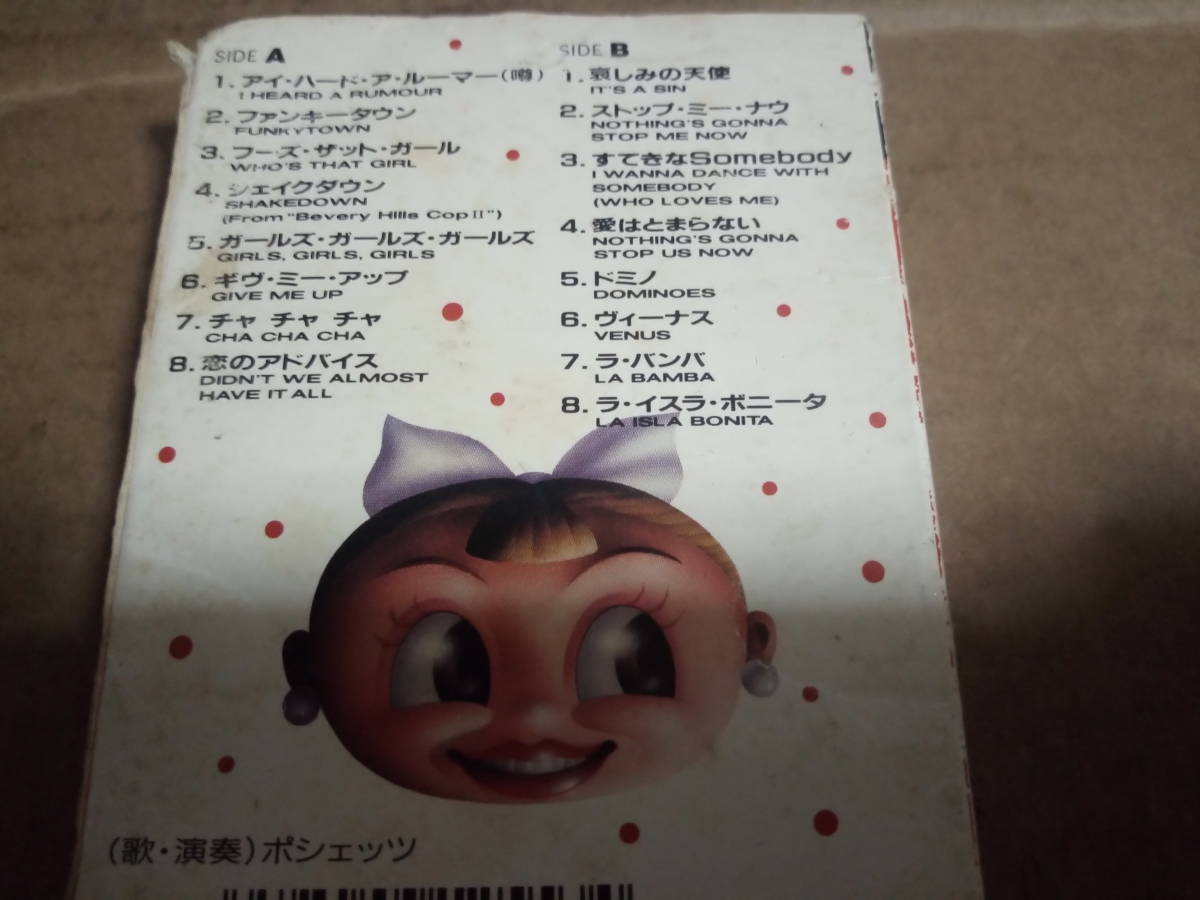 SIDE A
1. アイ・ハード・ア・ルーマー(噂)
I HEARD A RUMOUR
2. ファンキータウン
FUNKYTOWN
3. フーズ・ザット・ガール
WHO'S THAT GIRL
4. シェイクダウン
SHAKEDOWN
(From "Bevery Hills Cop II")
5. ガールズ・ガールズ・ガールズ
GIRLS, GIRLS, GIRLS
6. ギヴ・ミー・アップ
GIVE ME UP
7. チャ チャ チャ
CHA CHA CHA
8. 恋のアドバイス
DIDN'T WE ALMOST
HAVE IT ALL
SIDE B
1. 哀しみの天使
IT'S A SIN
2. ストップ・ミー・ナウ
NOTHING'S GONNA
STOP ME NOW
3. すてきなSomebody
I WANNA DANCE WITH
SOMEBODY
(WHO LOVES ME)
4. 愛はとまらない
NOTHING'S GONNA
STOP US NOW
5. ドミノ
DOMINOES
6. ヴィーナス
VENUS
7. ラ・バンバ
LA BAMBA
8. ラ・イスラ・ボニータ
LA ISLA BONITA
(歌・演奏)ポシェッツ